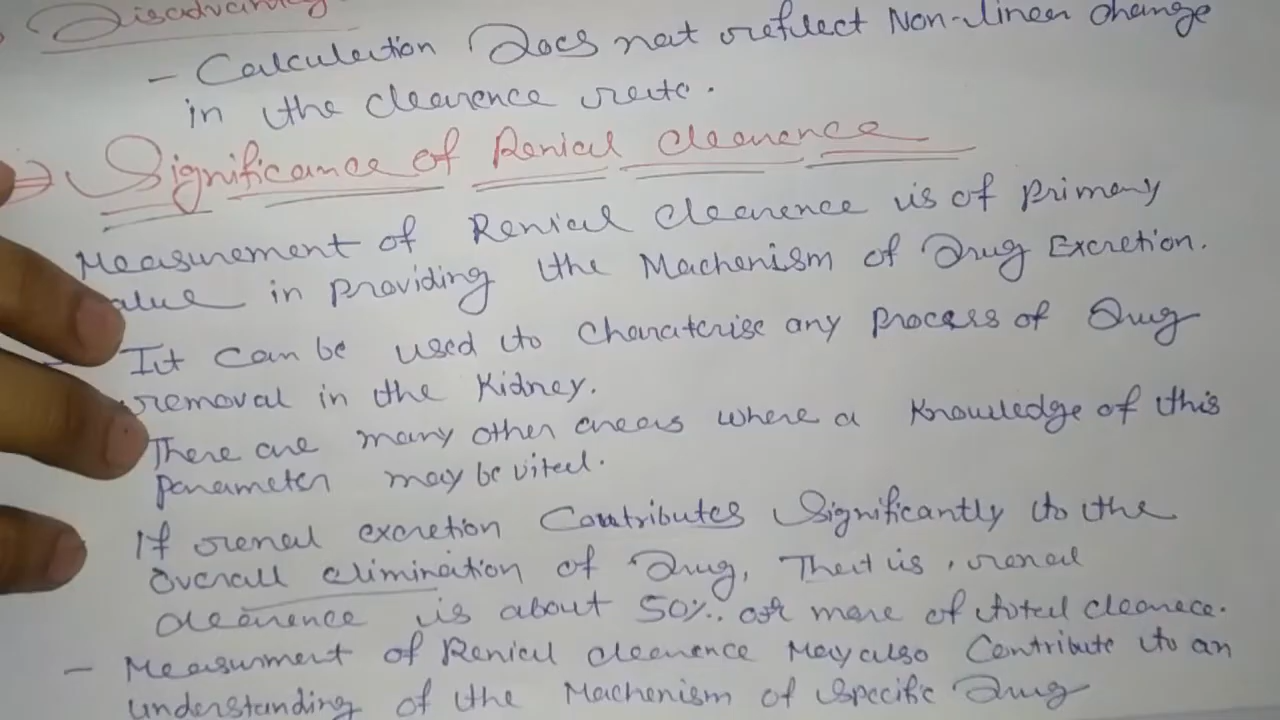 Disadvantag
- Calculation Does not reflect Non-linear change
in the clearence rate.
⇒ Significance of Renial clearence
Measurement of Renial clearence is of primary
value in providing the Machenism of Drug Excretion.
- It can be used to Charaterise any process of Drug
removal in the Kidney.
There are many other areas where a Knowledge of this
parameter may be vital.
If renal excretion Contributes Significantly to the
Overall elimination of Drug, That is, renal
clearence is about 50% or more of total clearece.
- Measurment of Renial clearence May also Contribute to an
understanding of the Machenism of specific Drug